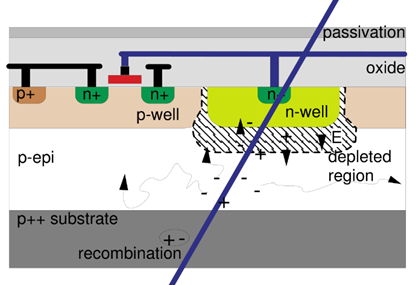 passivation
oxide
p+ n+ n+ n+
p-well n-well
- + E
p-epi + depleted
region
- - - + -
p++ substrate
+ -
recombination